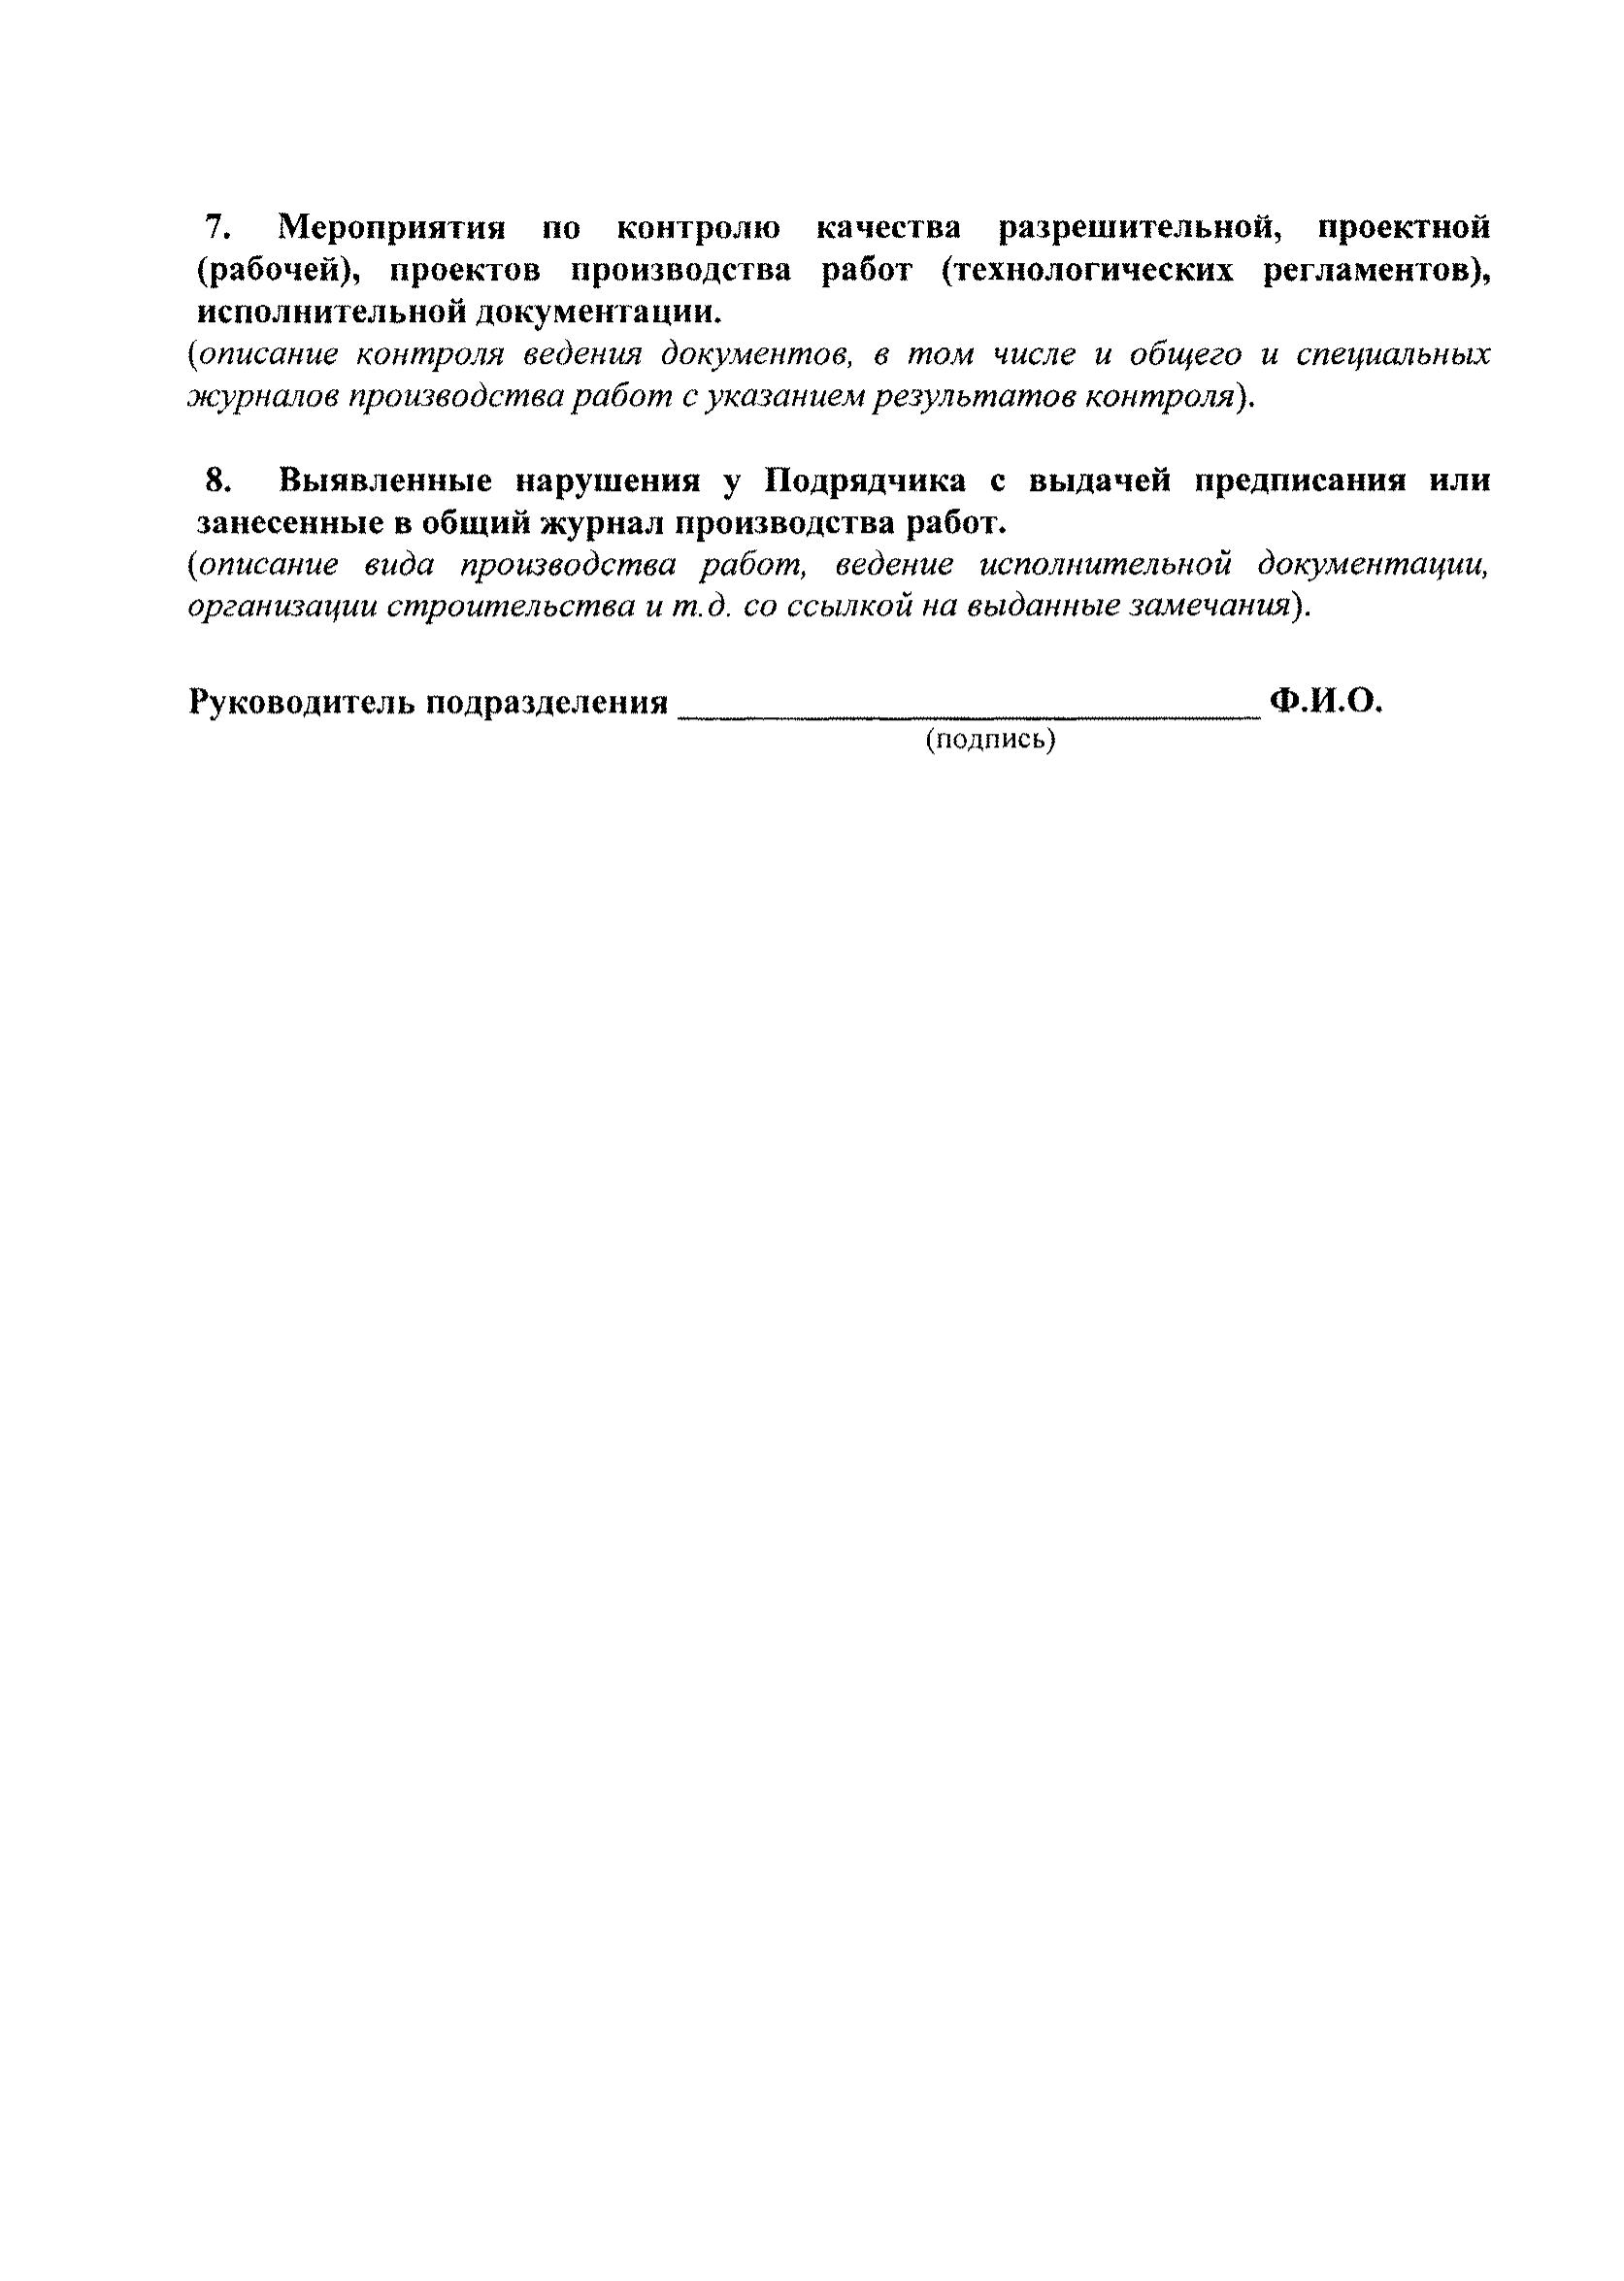 7. Мероприятия по контролю качества разрешительной, проектной
(рабочей), проектов производства работ (технологических регламентов),
исполнительной документации.
(описание контроля ведения документов, в том числе и общего и специальных
журналов производства работ с указанием результатов контроля).
8. Выявленные нарушения у Подрядчика с выдачей предписания или
занесенные в общий журнал производства работ.
(описание вида производства работ, ведение исполнительной документации,
организации строительства и т.д. со ссылкой на выданные замечания).
Руководитель подразделения ______________________________ Ф.И.О.
(подпись)